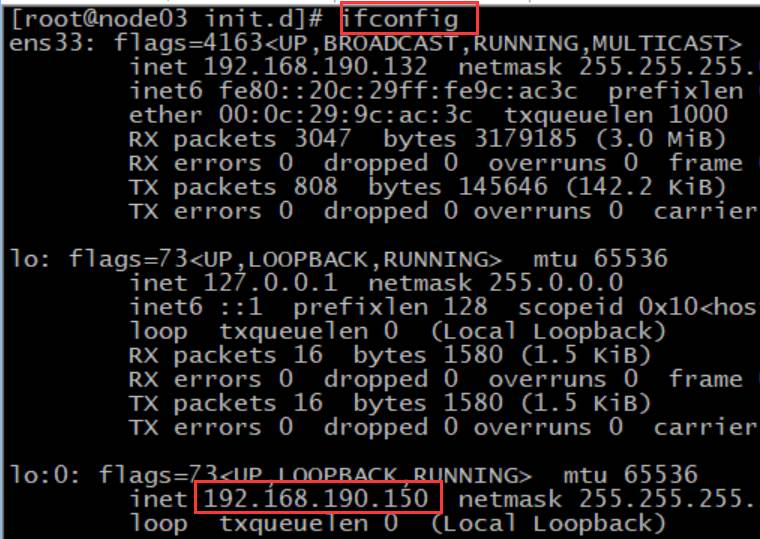 [root@node03 init.d]# ifconfig
ens33: flags=4163<UP,BROADCAST,RUNNING,MULTICAST>
inet 192.168.190.132  netmask 255.255.255.
inet6 fe80::20c:29ff:fe9c:ac3c  prefixlen
ether 00:0c:29:9c:ac:3c  txqueuelen 1000
RX packets 3047  bytes 3179185 (3.0 MiB)
RX errors 0  dropped 0  overruns 0  frame
TX packets 808  bytes 145646 (142.2 KiB)
TX errors 0  dropped 0 overruns 0  carrier
lo: flags=73<UP,LOOPBACK,RUNNING>  mtu 65536
inet 127.0.0.1  netmask 255.0.0.0
inet6 ::1  prefixlen 128  scopeid 0x10<hos
loop  txqueuelen 0  (Local Loopback)
RX packets 16  bytes 1580 (1.5 KiB)
RX errors 0  dropped 0  overruns 0  frame
TX packets 16  bytes 1580 (1.5 KiB)
TX errors 0  dropped 0 overruns 0  carrier
lo:0: flags=73<UP,LOOPBACK,RUNNING>  mtu 65536
inet 192.168.190.150  netmask 255.255.255.
loop  txqueuelen 0  (Local Loopback)